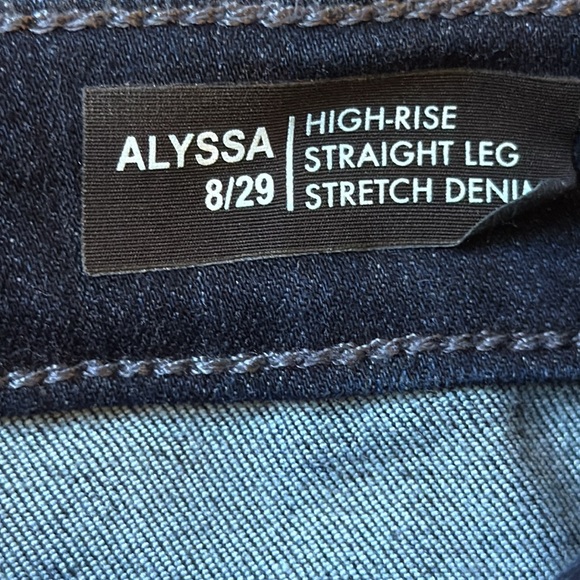 ALYSSA
8/29
HIGH-RISE
STRAIGHT LEG
STRETCH DENIM